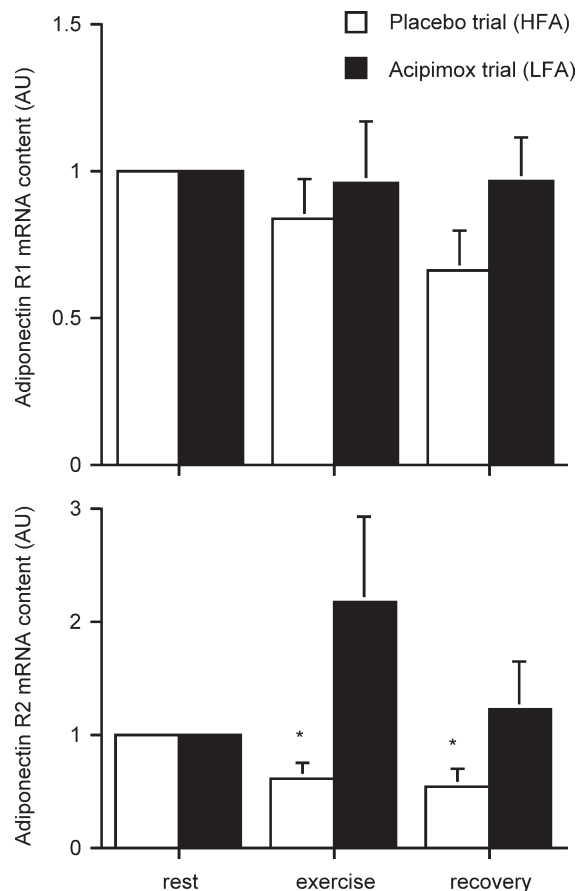 1.5
Placebo trial (HFA)
Acipimox trial (LFA)
Adiponectin R1 mRNA content (AU)
1
0.5
0
3
Adiponectin R2 mRNA content (AU)
2
1
* *
0
rest exercise recovery